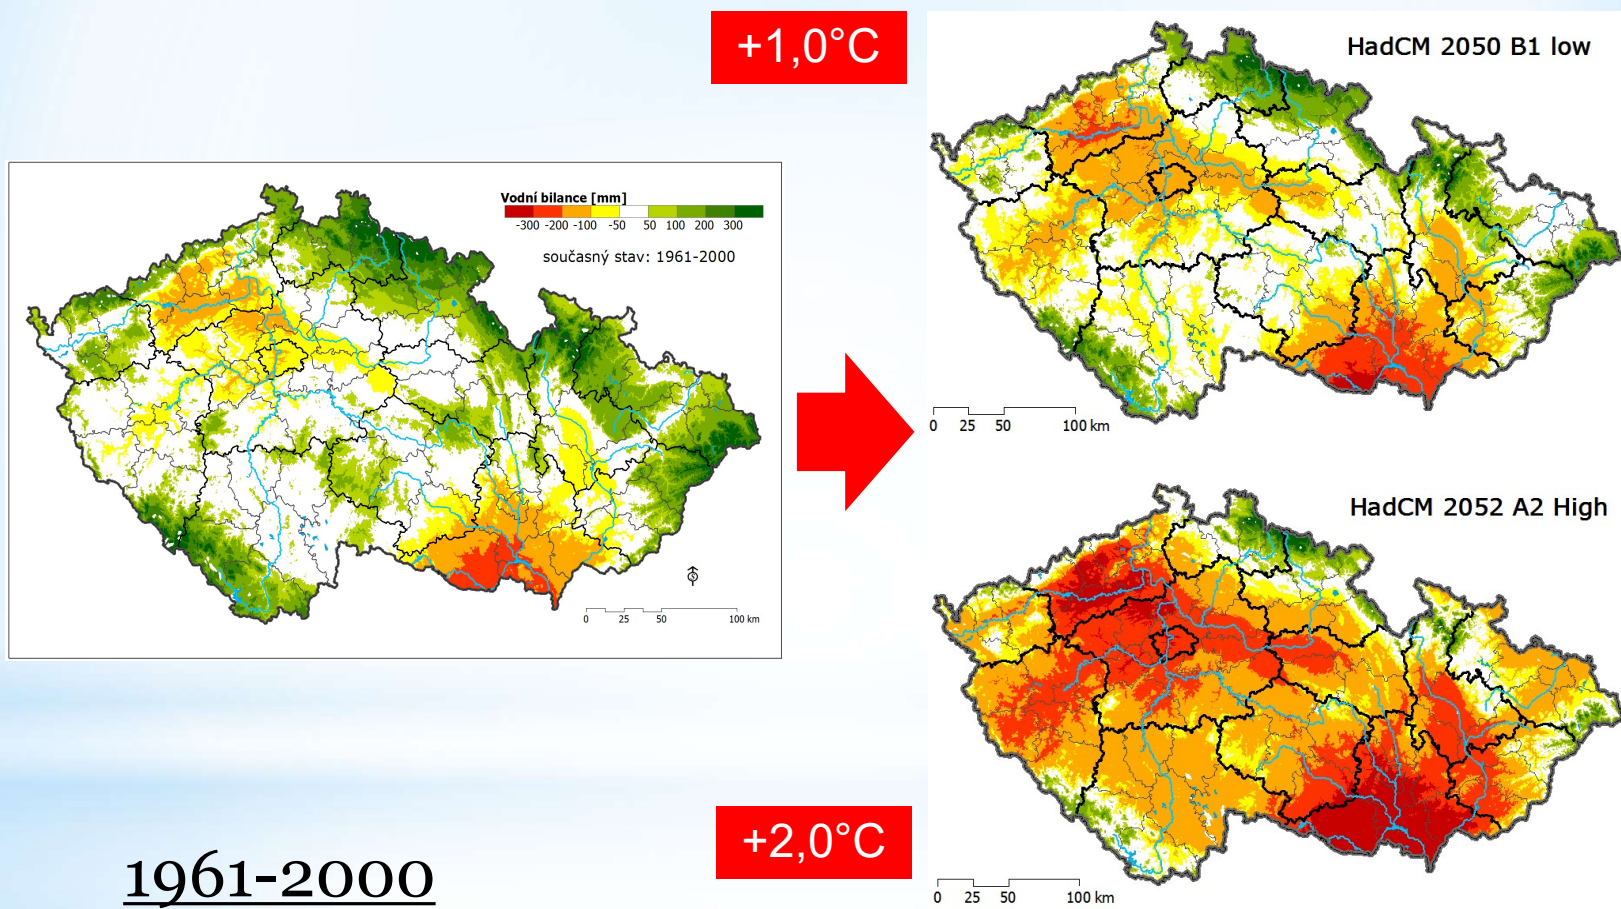 +1,0°C
HadCM 2050 B1 low
Vodní bilance [mm]
-300 -200 -100 -50 50 100 200 300
současný stav: 1961-2000
0 25 50 100 km
0 25 50 100 km
HadCM 2052 A2 High
+2,0°C
1961-2000
0 25 50 100 km